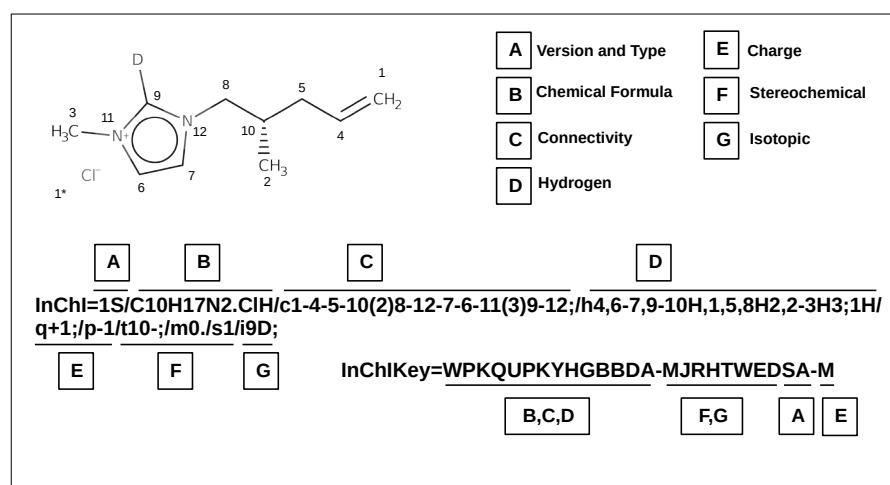 D
9
8
5
1
CH2
3
H3C
11
N+
N
12
10
4
CH3
2
Cl-
1*
6
7
A Version and Type
B Chemical Formula
C Connectivity
D Hydrogen
E Charge
F Stereochemical
G Isotopic
A B C D
InChI=1S/C10H17N2.ClH/c1-4-5-10(2)8-12-7-6-11(3)9-12;/h4,6-7,9-10H,1,5,8H2,2-3H3;1H/
q+1;/p-1/t10-;/m0./s1/i9D;
E F G
InChIKey=WPKQUPKYHGBBDA-MJRHTWEDSA-M
B,C,D F,G A E